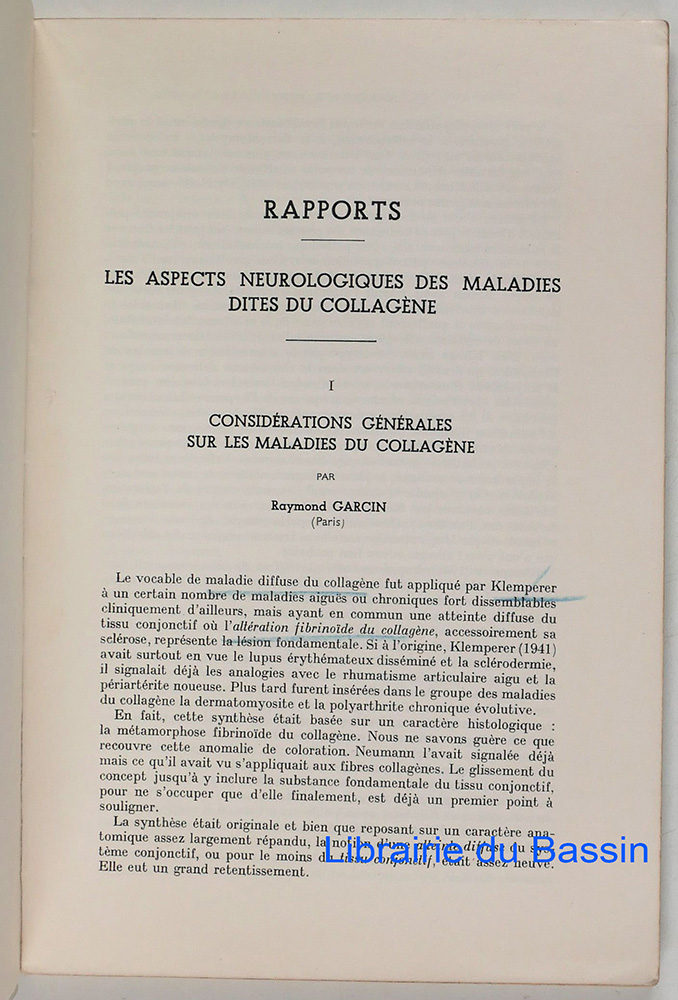 RAPPORTS
LES ASPECTS NEUROLOGIQUES DES MALADIES
DITES DU COLLAGÈNE
I
CONSIDÉRATIONS GÉNÉRALES
SUR LES MALADIES DU COLLAGÈNE
PAR
Raymond GARCIN
(Paris)
Le vocable de maladie diffuse du collagène fut appliqué par Klemperer
à un certain nombre de maladies aiguës ou chroniques fort dissemblables
cliniquement d'ailleurs, mais ayant en commun une atteinte diffuse du
tissu conjonctif où l'altération fibrinoïde du collagène, accessoirement sa
sclérose, représente la lésion fondamentale. Si à l'origine, Klemperer (1941)
avait surtout en vue le lupus érythémateux disséminé et la sclérodermie,
il signalait déjà les analogies avec le rhumatisme articulaire aigu et la
périartérite noueuse. Plus tard furent insérées dans le groupe des maladies
du collagène la dermatomyosite et la polyarthrite chronique évolutive.
En fait, cette synthèse était basée sur un caractère histologique :
la métamorphose fibrinoïde du collagène. Nous ne savons guère ce que
recouvre cette anomalie de coloration. Neumann l'avait signalée déjà
mais ce qu'il avait vu s'appliquait aux fibres collagènes. Le glissement du
concept jusqu'à y inclure la substance fondamentale du tissu conjonctif,
pour ne s'occuper que d'elle finalement, est déjà un premier point à
souligner.
La synthèse était originale et bien que reposant sur un caractère ana-
tomique assez largement répandu, la notion d'une atteinte diffuse du sys-
tème conjonctif, ou pour le moins du tissu conjonctif, était assez neuve.
Elle eut un grand retentissement.
Librairie du Bassin